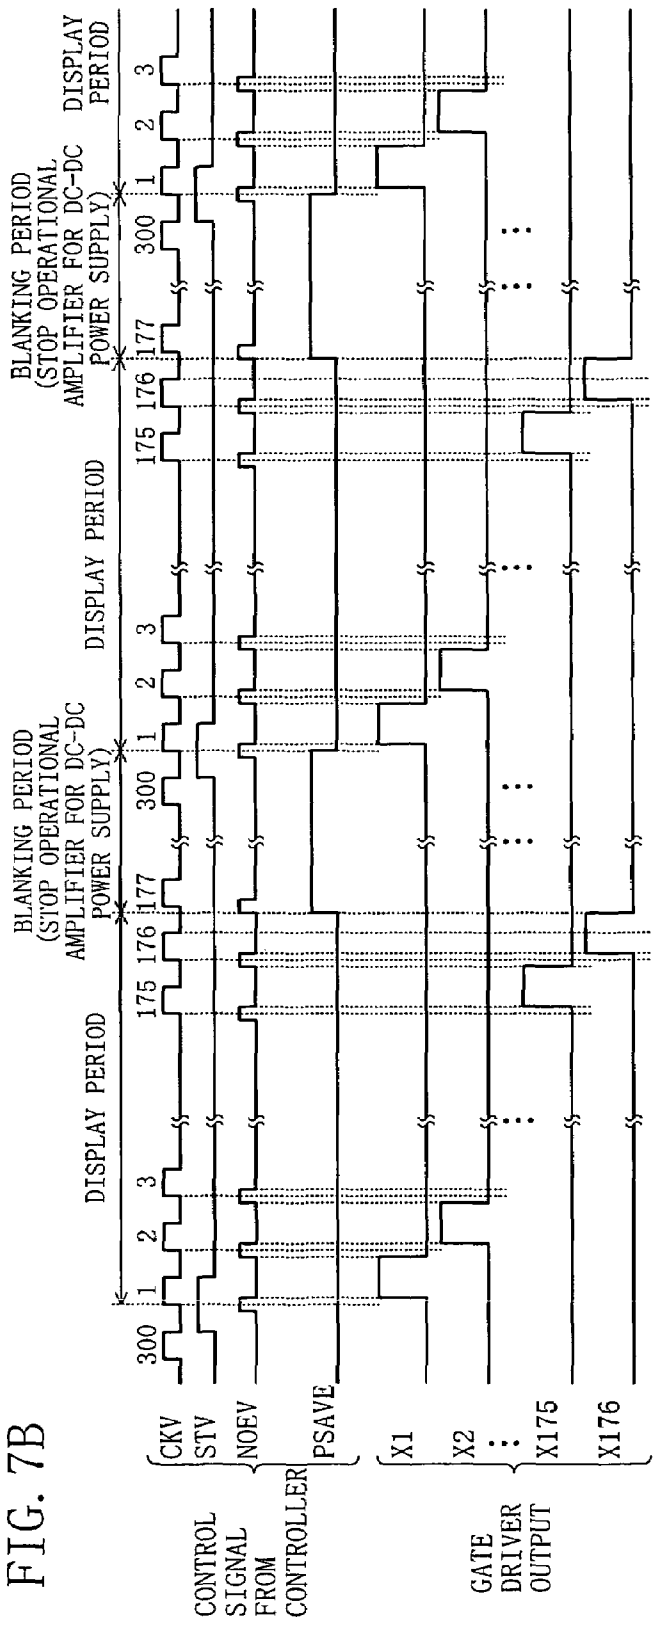 FIG. 7B
DISPLAY PERIOD
BLANKING PERIOD
(STOP OPERATIONAL
AMPLIFIER FOR DC-DC
POWER SUPPLY)
DISPLAY PERIOD
BLANKING PERIOD
(STOP OPERATIONAL
AMPLIFIER FOR DC-DC
POWER SUPPLY)
DISPLAY
PERIOD
300 1 2 3 175 176 177 300 1 2 3 175 176 177 300 1 2 3
CONTROL
SIGNAL
FROM
CONTROLLER
CKV
STV
NOEV
PSAVE
GATE
DRIVER
OUTPUT
X1
X2
X175
X176